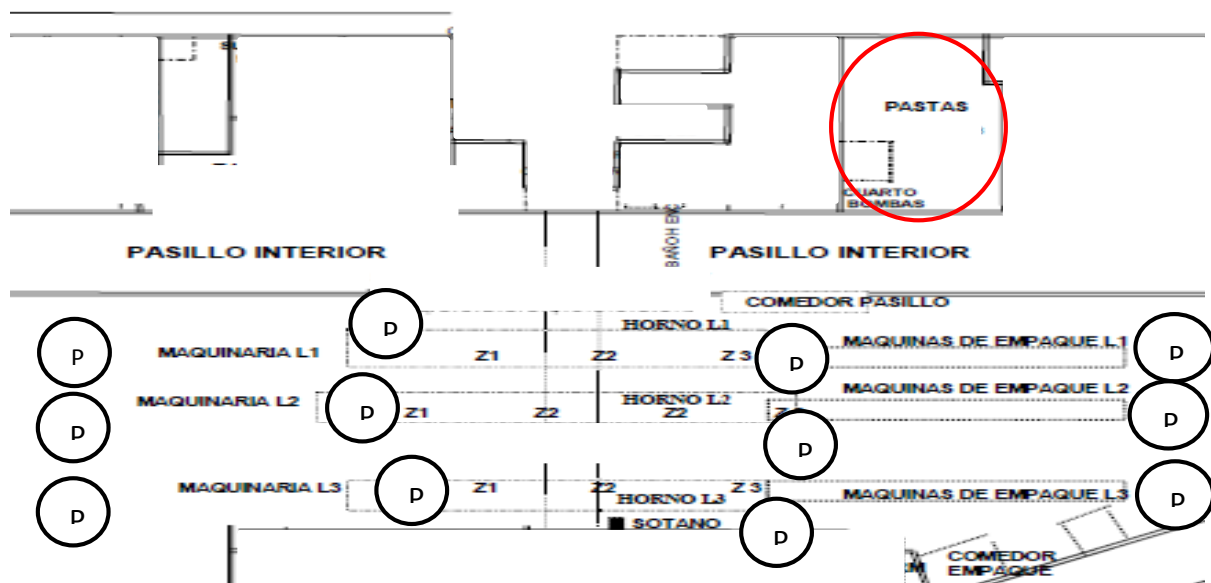 PASTAS
CUARTO
BOMBAS
BAÑOH EM
PASILLO INTERIOR
PASILLO INTERIOR
COMEDOR PASILLO
HORNO L1
P
MAQUINARIA L1
Z1
Z2
Z 3
MAQUINAS DE EMPAQUE L1
MAQUINARIA L2
HORNO L2
Z1
Z2
Z2
MAQUINAS DE EMPAQUE L2
MAQUINARIA L3
Z1
Z2
Z 3
HORNO L3
MAQUINAS DE EMPAQUE L3
SOTANO
COMEDOR
EMPAQUE